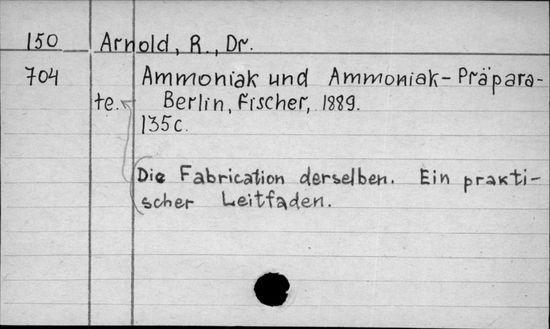 150 Arnold, R., Dr.
704 Ammoniak und Ammoniak-Präpara-
te. Berlin, Fischer, 1889.
135c.
Die Fabrication derselben. Ein prakti-
scher Leitfaden.